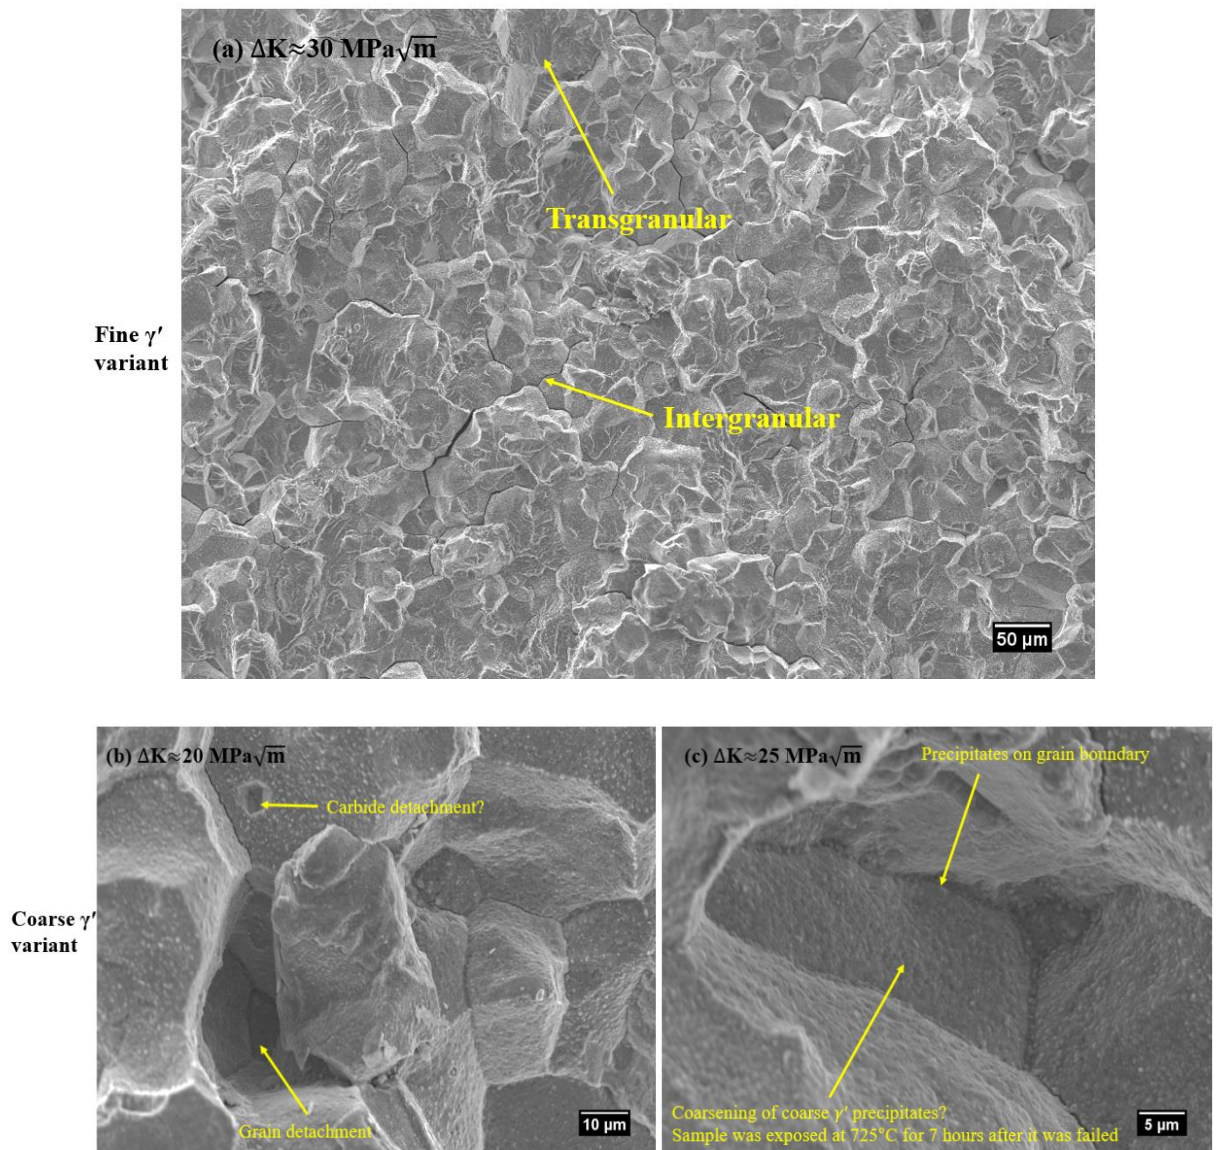 (a) ΔK≈30 MPa√m
Transgranular
Fine γ′
variant
Intergranular
50 μm
(b) ΔK≈20 MPa√m
Carbide detachment?
Coarse γ′
variant
Grain detachment
10 μm
(c) ΔK≈25 MPa√m
Precipitates on grain boundary
Coarsening of coarse γ′ precipitates?
Sample was exposed at 725°C for 7 hours after it was failed
5 μm